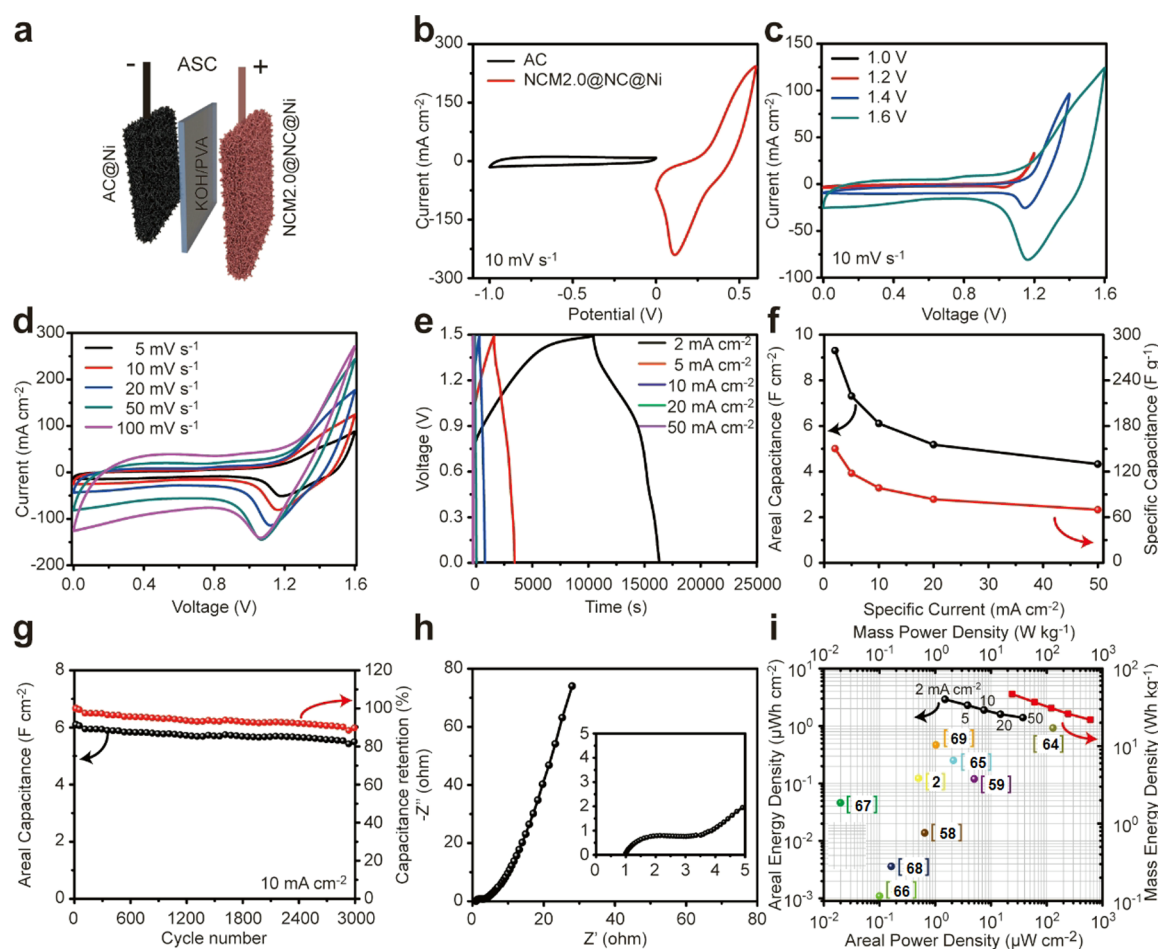 a
- ASC +
AC@Ni
KOH/PVA
NCM2.0@NC@Ni
b
300
150
0
-150
-300
Current (mA cm-2)
AC
NCM2.0@NC@Ni
10 mV s-1
-1.0 -0.5 0.0 0.5
Potential (V)
c
150
125
100
75
50
25
0
-25
-50
-75
-100
Current (mA cm-2)
1.0 V
1.2 V
1.4 V
1.6 V
10 mV s-1
0.0 0.4 0.8 1.2 1.6
Voltage (V)
d
300
200
100
0
-100
-200
Current (mA cm-2)
5 mV s-1
10 mV s-1
20 mV s-1
50 mV s-1
100 mV s-1
0.0 0.4 0.8 1.2 1.6
Voltage (V)
e
1.5
1.2
0.9
0.6
0.3
0.0
Voltage (V)
2 mA cm-2
5 mA cm-2
10 mA cm-2
20 mA cm-2
50 mA cm-2
0 5000 10000 15000 20000 25000
Time (s)
f
10
8
6
4
2
0
Areal Capacitance (F cm-2)
300
240
180
120
60
0
Specific Capacitance (F g-1)
0 10 20 30 40 50
Specific Current (mA cm-2)
g
8
6
4
2
0
Areal Capacitance (F cm-2)
120
100
80
60
40
20
0
Capacitance retention (%)
10 mA cm-2
0 600 1200 1800 2400 3000
Cycle number
h
80
60
40
20
0
-Z'' (ohm)
5
4
3
2
1
0
0 1 2 3 4 5
0 20 40 60 80
Z' (ohm)
i
Mass Power Density (W kg-1)
10-2 10-1 100 101 102 103
101
100
10-1
10-2
10-3
Areal Energy Density (μWh cm-2)
102
101
100
10-1
Mass Energy Density (Wh kg-1)
2 mA cm-2
5
10
20
50
[69]
[64]
[65]
[2]
[59]
[67]
[58]
[68]
[66]
10-2 10-1 100 101 102 103
Areal Power Density (μW cm-2)